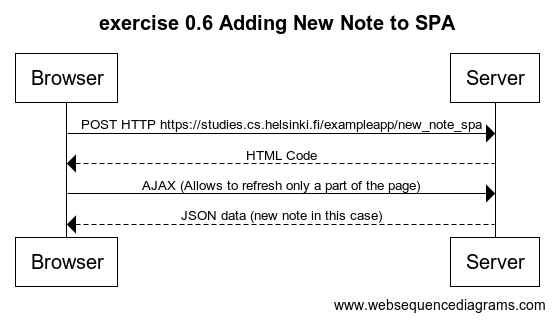 exercise 0.6 Adding New Note to SPA
Browser
Server
POST HTTP https://studies.cs.helsinki.fi/exampleapp/new_note_spa
HTML Code
AJAX (Allows to refresh only a part of the page)
JSON data (new note in this case)
Browser
Server
www.websequencediagrams.com